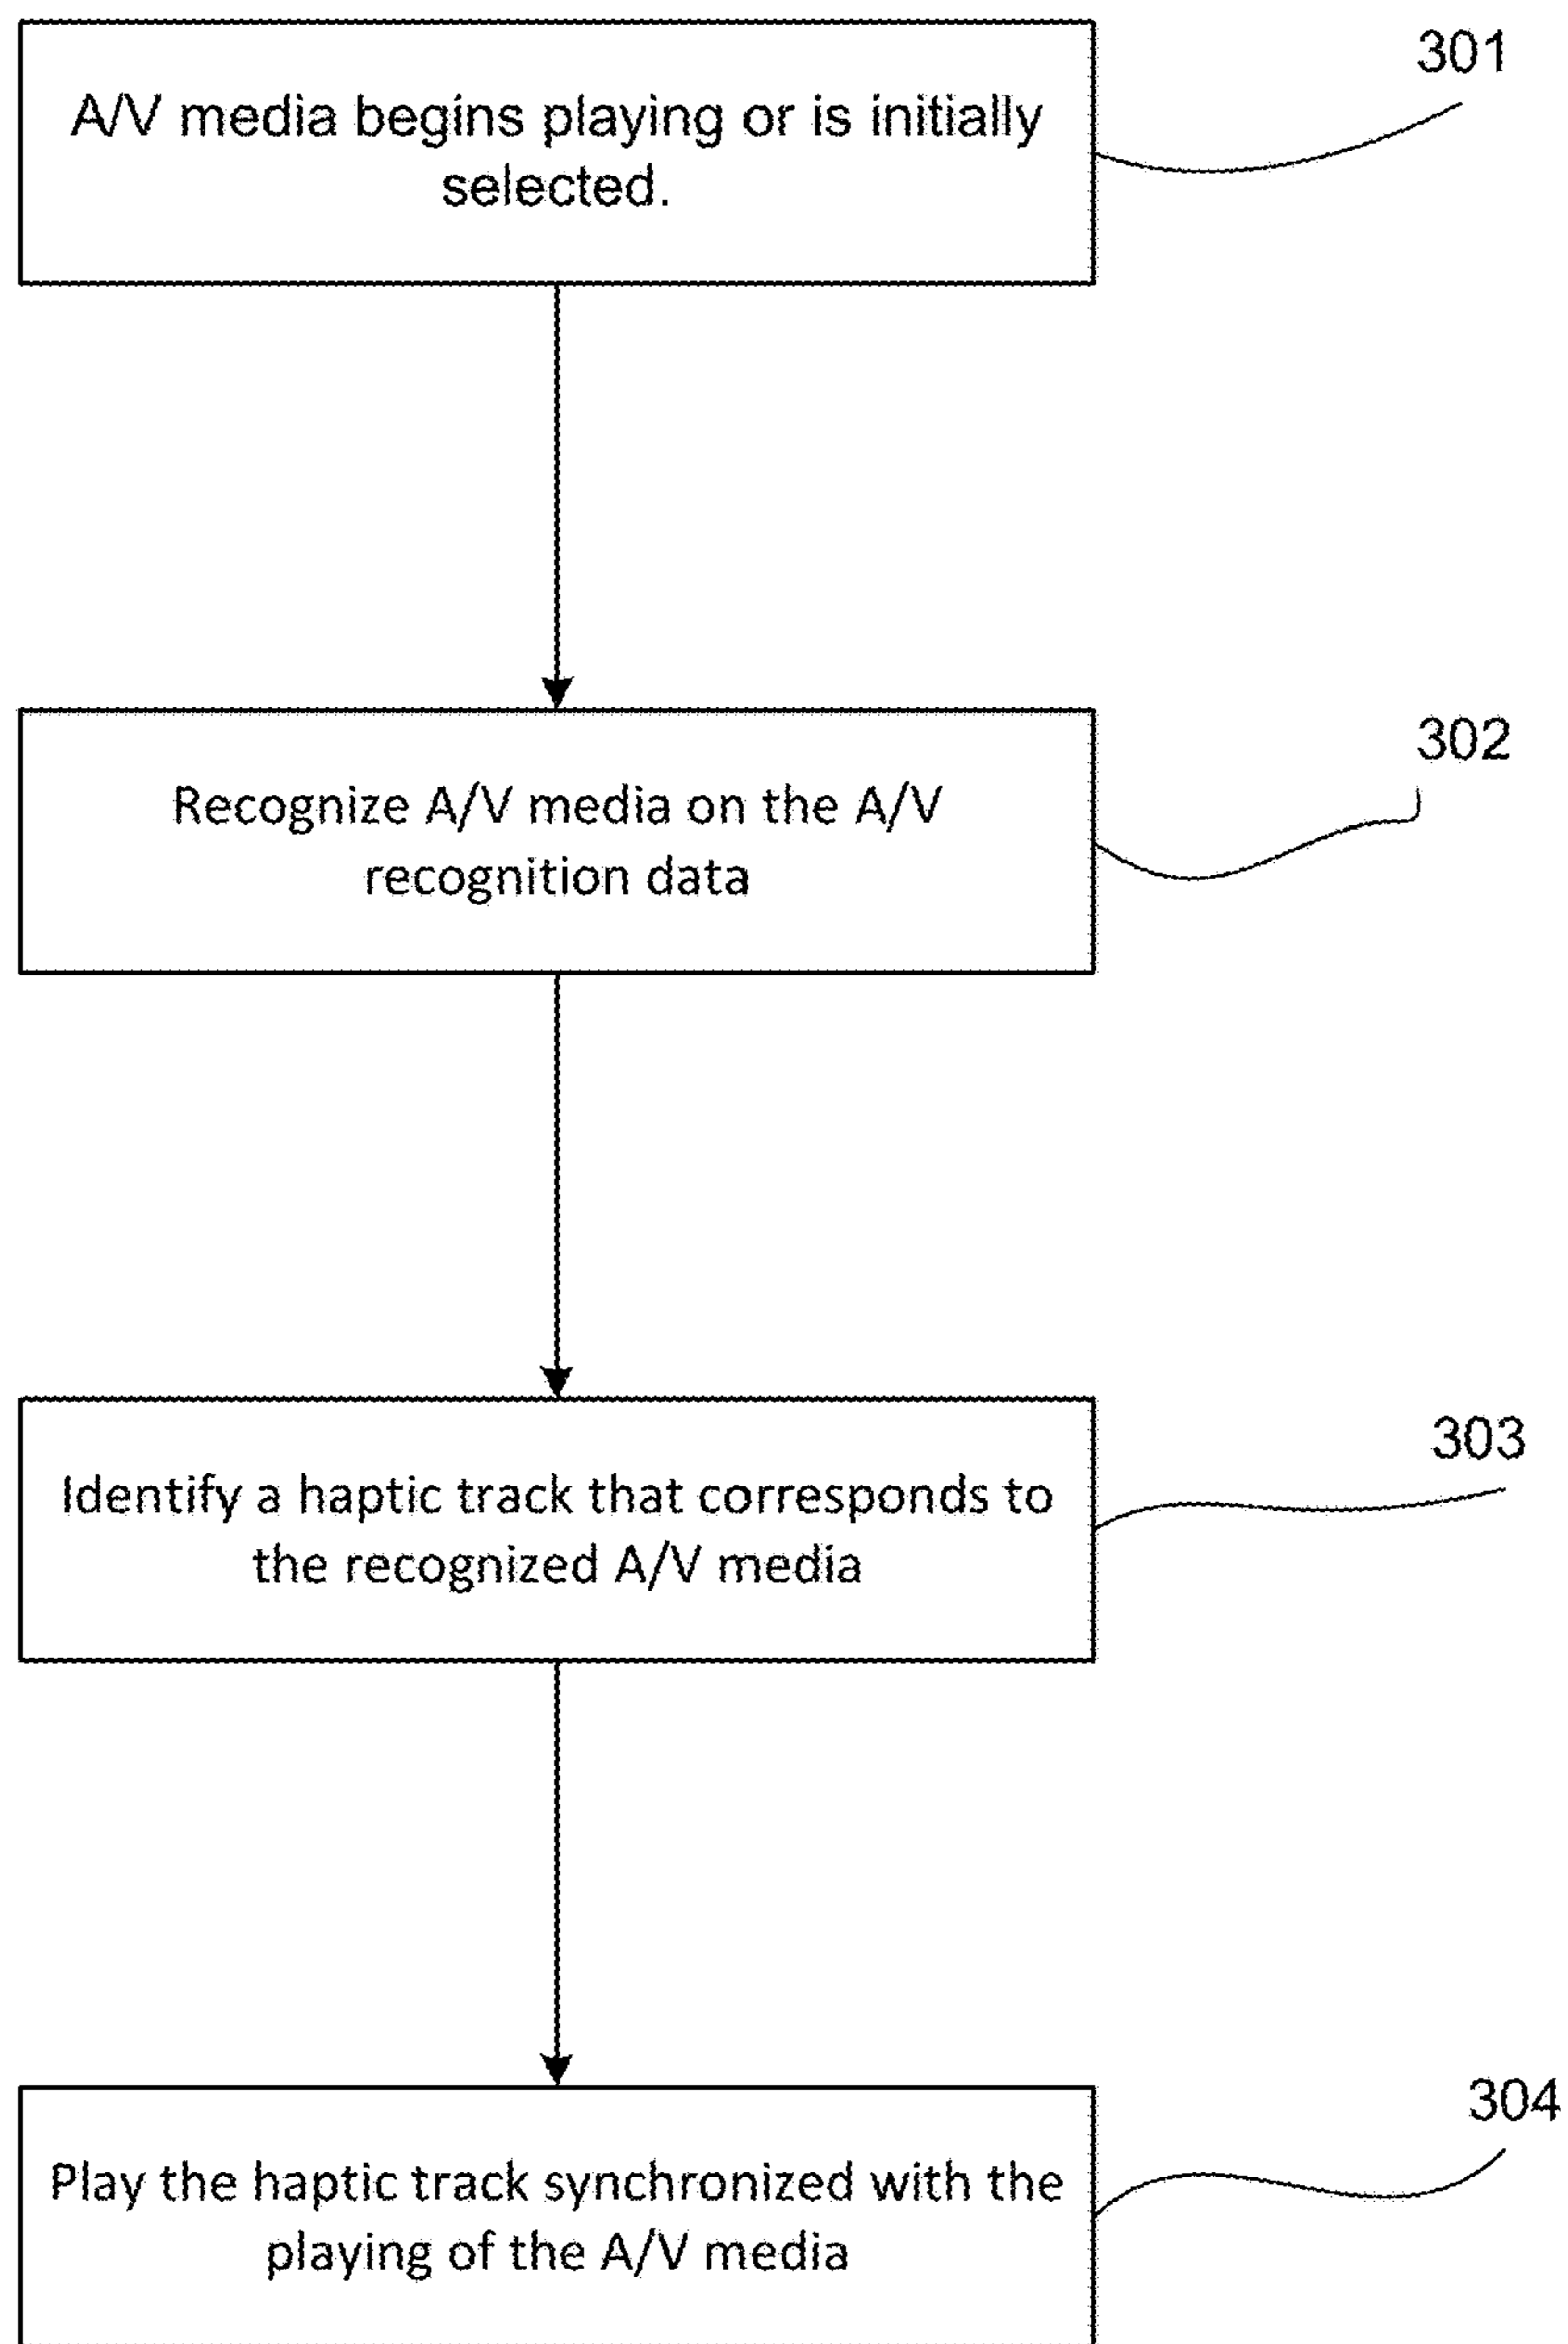 301
A/V media begins playing or is initially
selected.
302
Recognize A/V media on the A/V
recognition data
303
Identify a haptic track that corresponds to
the recognized A/V media
304
Play the haptic track synchronized with the
playing of the A/V media